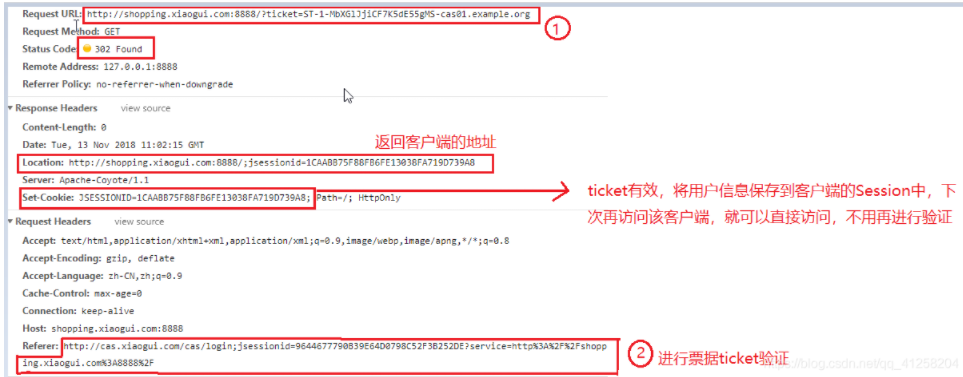 Request URL: http://shopping.xiaogui.com:8888/?ticket=ST-1-MbXGlJjiCF7K5dE55gMS-cas01.example.org
①
Request Method: GET
Status Code: 302 Found
Remote Address: 127.0.0.1:8888
Referrer Policy: no-referrer-when-downgrade
Response Headers view source
Content-Length: 0
Date: Tue, 13 Nov 2018 11:02:15 GMT
返回客户端的地址
Location: http://shopping.xiaogui.com:8888/;jsessionid=1CAABB75F88FB6FE13038FA719D739A8
Server: Apache-Coyote/1.1
Set-Cookie: JSESSIONID=1CAABB75F88FB6FE13038FA719D739A8; Path=/; HttpOnly
ticket有效，将用户信息保存到客户端的Session中，下
次再访问该客户端，就可以直接访问，不用再进行验证
Request Headers view source
Accept: text/html,application/xhtml+xml,application/xml;q=0.9,image/webp,image/apng,*/*;q=0.8
Accept-Encoding: gzip, deflate
Accept-Language: zh-CN,zh;q=0.9
Cache-Control: max-age=0
Connection: keep-alive
Host: shopping.xiaogui.com:8888
Referer: http://cas.xiaogui.com/cas/login;jsessionid=9644677790B39E64D0798C52F3B252DE?service=http%3A%2F%2Fshopp
ing.xiaogui.com%3A8888%2F
② 进行票据ticket验证
https://blog.csdn.net/qq_41258204